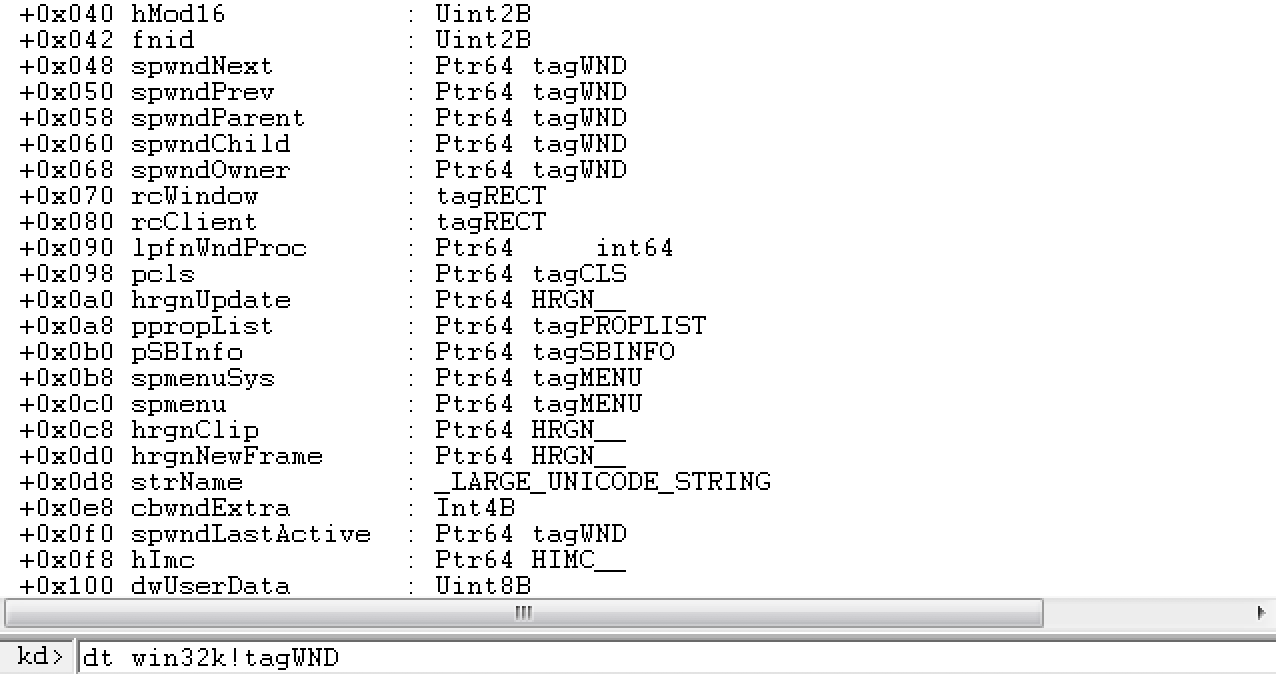 +0x040 hMod16 : Uint2B
+0x042 fnid : Uint2B
+0x048 spwndNext : Ptr64 tagWND
+0x050 spwndPrev : Ptr64 tagWND
+0x058 spwndParent : Ptr64 tagWND
+0x060 spwndChild : Ptr64 tagWND
+0x068 spwndOwner : Ptr64 tagWND
+0x070 rcWindow : tagRECT
+0x080 rcClient : tagRECT
+0x090 lpfnWndProc : Ptr64 int64
+0x098 pcls : Ptr64 tagCLS
+0x0a0 hrgnUpdate : Ptr64 HRGN__
+0x0a8 ppropList : Ptr64 tagPROPLIST
+0x0b0 pSBInfo : Ptr64 tagSBINFO
+0x0b8 spmenuSys : Ptr64 tagMENU
+0x0c0 spmenu : Ptr64 tagMENU
+0x0c8 hrgnClip : Ptr64 HRGN__
+0x0d0 hrgnNewFrame : Ptr64 HRGN__
+0x0d8 strName : _LARGE_UNICODE_STRING
+0x0e8 cbwndExtra : Int4B
+0x0f0 spwndLastActive : Ptr64 tagWND
+0x0f8 hImc : Ptr64 HIMC__
+0x100 dwUserData : Uint8B
kd> dt win32k!tagWND